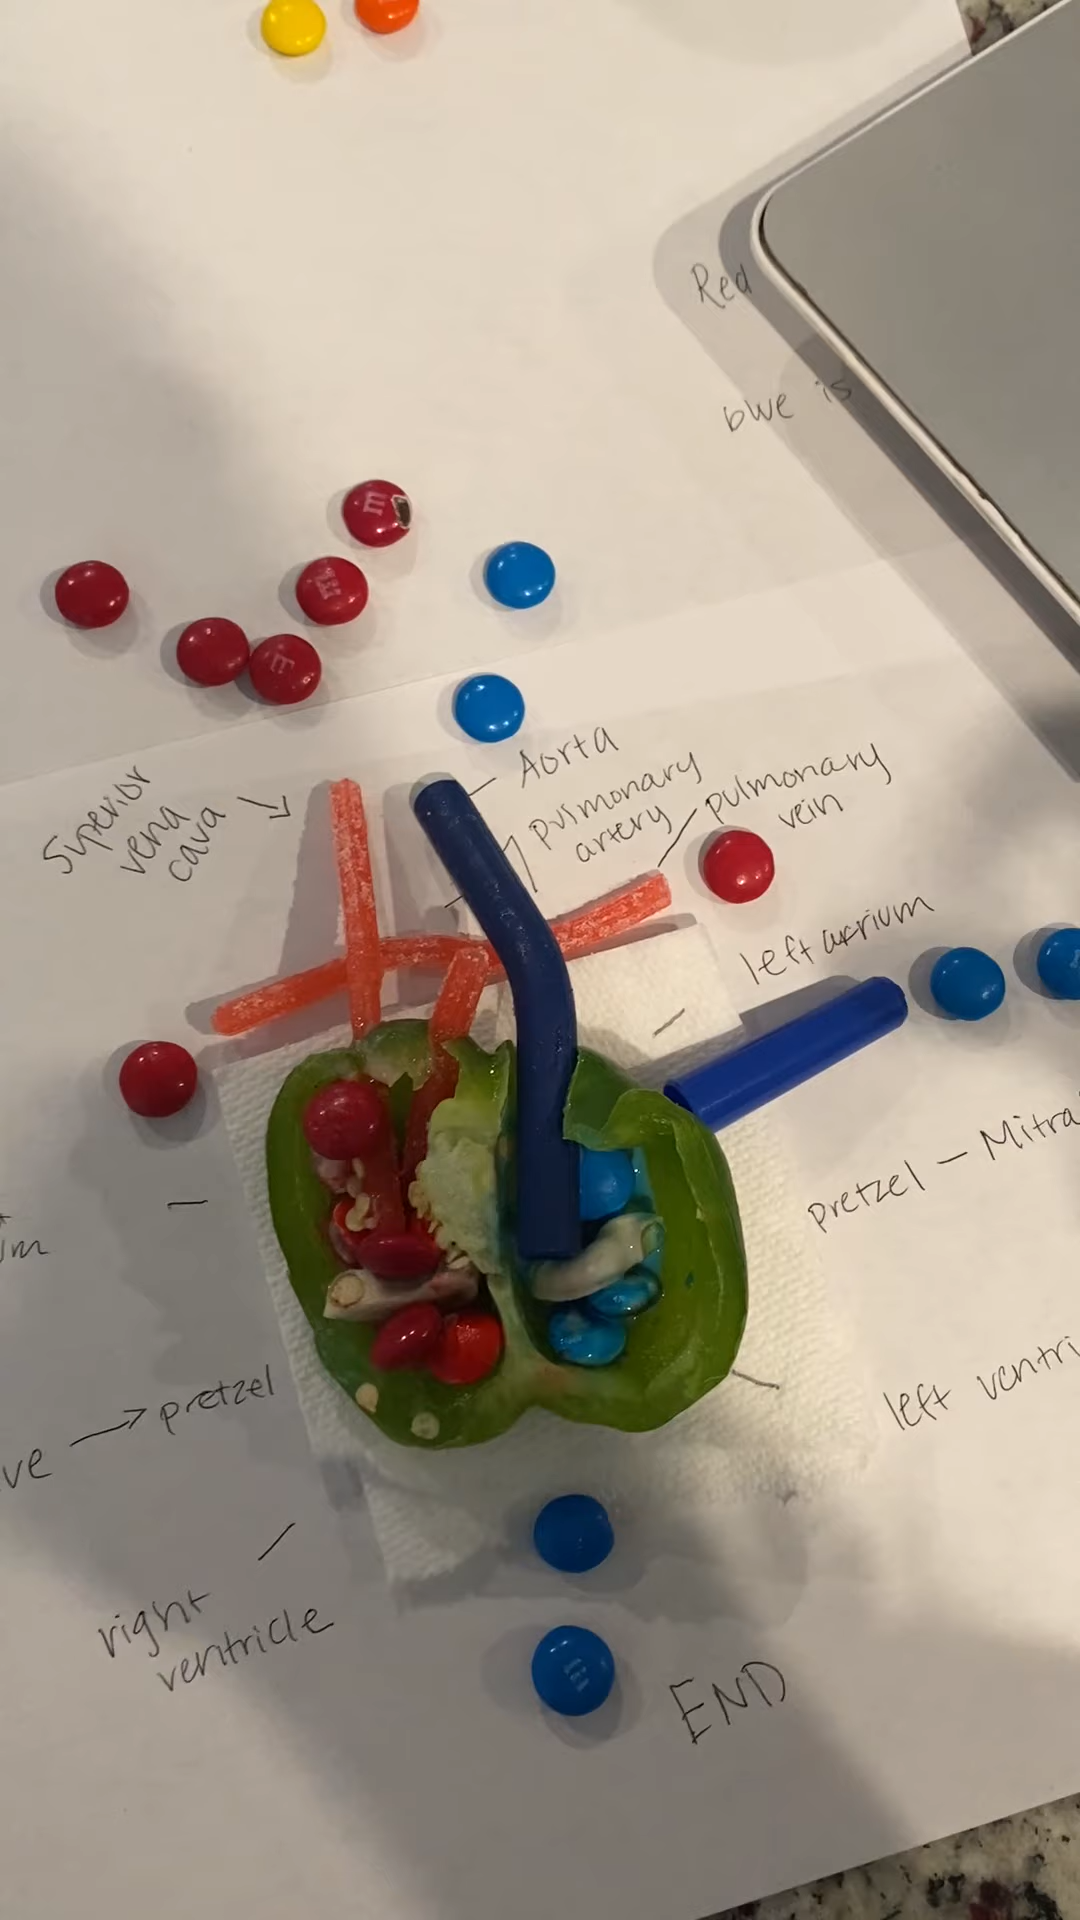 Red
blue is
Superior
vena
cava
Aorta
pulmonary
artery
pulmonary
vein
left atrium
pretzel – Mitra
left ventri
pretzel
right
ventricle
END
m
m
m